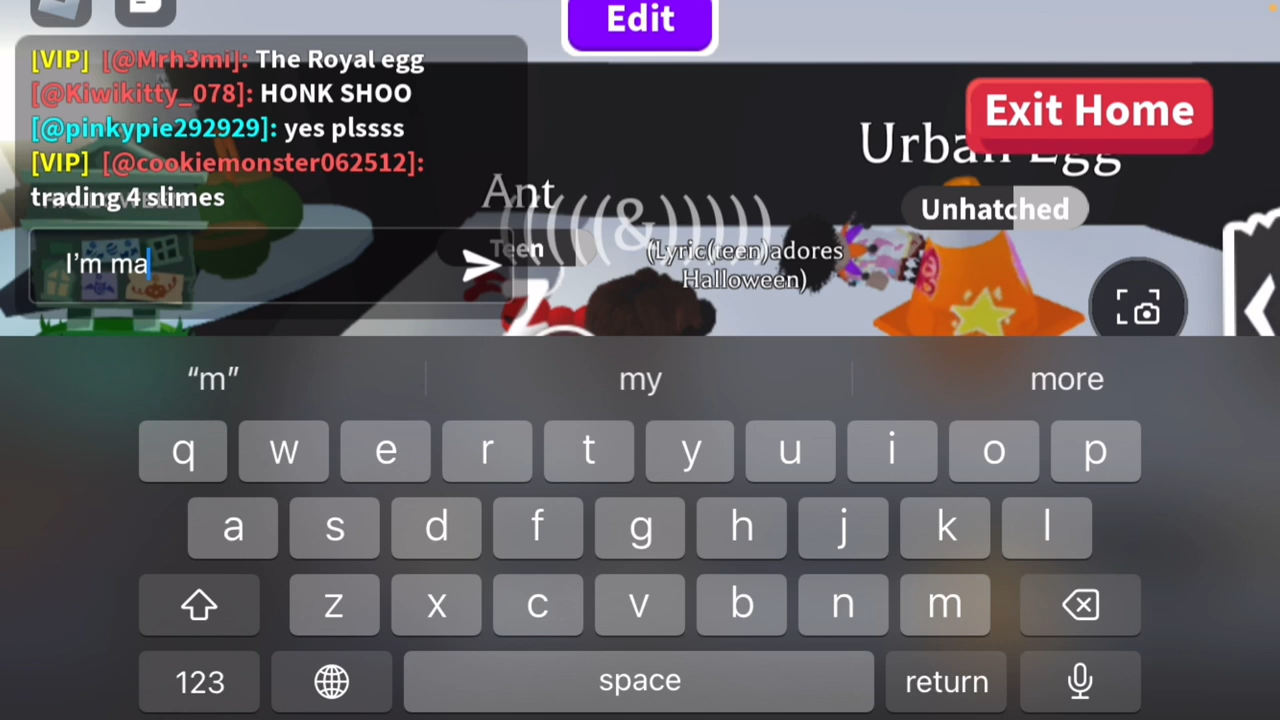 Edit
[VIP] [@Mrh3mi]: The Royal egg
[@Kiwikitty_078]: HONK SHOO
[@pinkypie292929]: yes plssss
[VIP] [@cookiemonster062512]:
trading 4 slimes
I'm ma
Exit Home
Urban Egg
Unhatched
Ant
Teen
(((((&)))))
(Lyric(teen)adores
Halloween)
“m”
my
more
q w e r t y u i o p
a s d f g h j k l
z x c v b n m
123
space
return